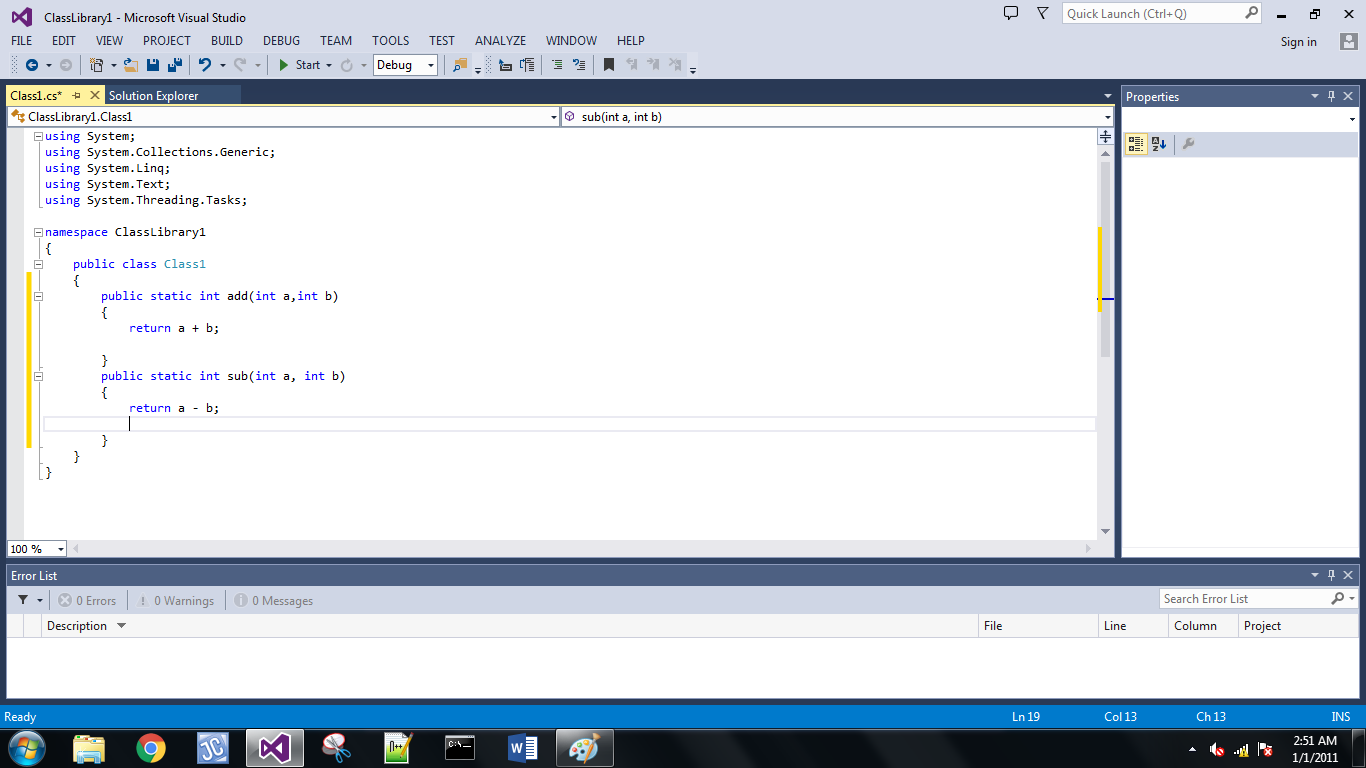 ClassLibrary1 - Microsoft Visual Studio
Quick Launch (Ctrl+Q)
FILE EDIT VIEW PROJECT BUILD DEBUG TEAM TOOLS TEST ANALYZE WINDOW HELP
Sign in
Start
Debug
Class1.cs*
Solution Explorer
Properties
ClassLibrary1.Class1
sub(int a, int b)
using System;
using System.Collections.Generic;
using System.Linq;
using System.Text;
using System.Threading.Tasks;
namespace ClassLibrary1
{
public class Class1
{
public static int add(int a,int b)
{
return a + b;
}
public static int sub(int a, int b)
{
return a - b;
}
}
}
100 %
Error List
0 Errors
0 Warnings
0 Messages
Search Error List
Description
File
Line
Column
Project
Ready
Ln 19
Col 13
Ch 13
INS
2:51 AM
1/1/2011